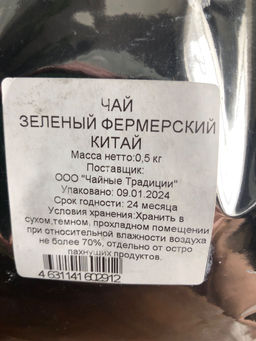 ЧАЙ
ЗЕЛЕНЫЙ ФЕРМЕРСКИЙ
КИТАЙ
Масса нетто:0,5 кг
Поставщик:
ООО "Чайные Традиции"
Упаковано: 09.01.2024
Срок годности: 24 месяца
Условия хранения:Хранить в
сухом,темном, прохладном помещении
при относительной влажности воздуха
не более 70%, отдельно от остро
пахнущих продуктов.
4 631141 602912